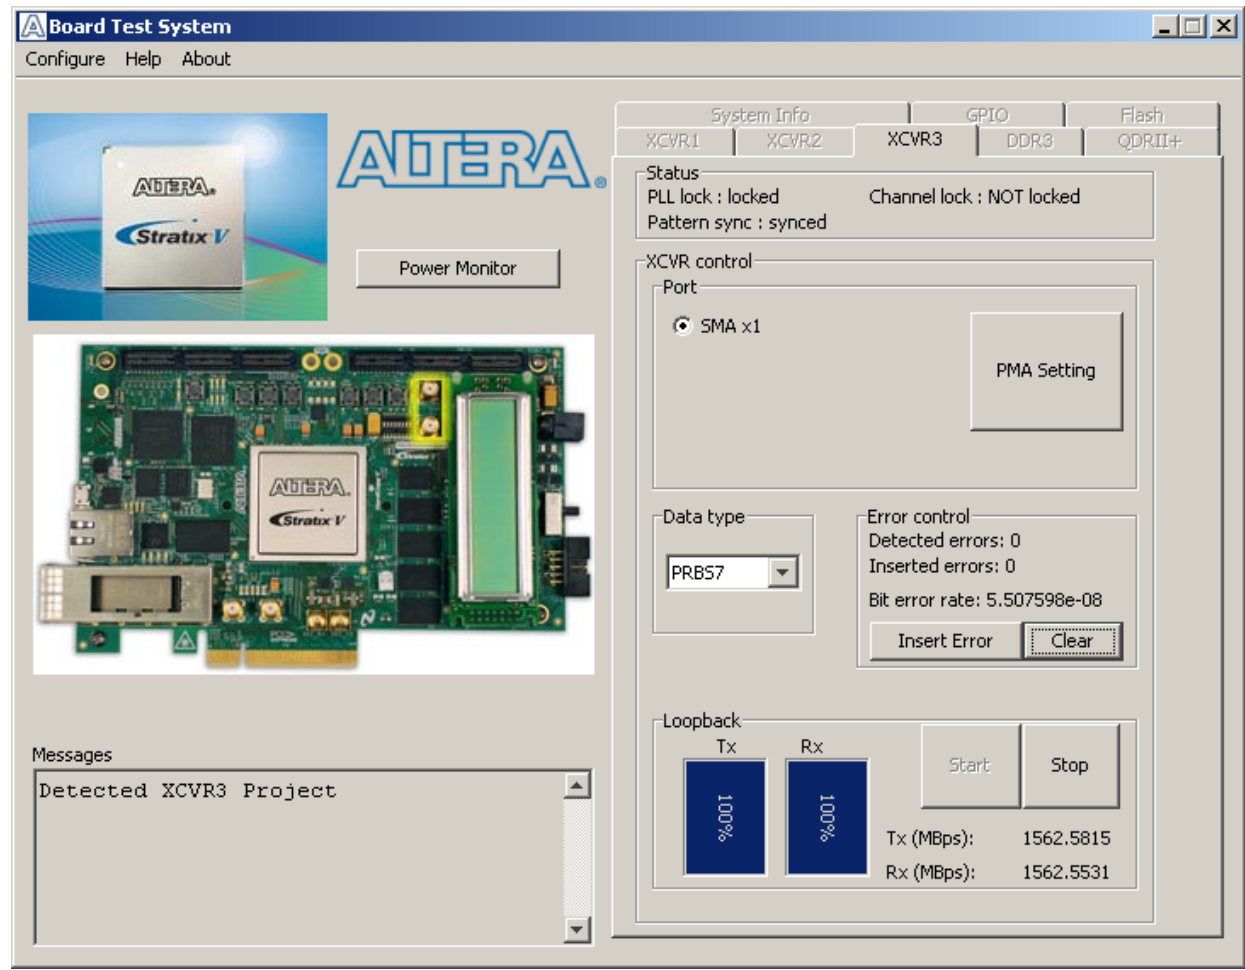 Board Test System
Configure Help About
ALTERA®
Stratix V
ALTERA®
Power Monitor
ALTERA®
Stratix V
Messages
Detected XCVR3 Project
System Info GPIO Flash
XCVR1 XCVR2 XCVR3 DDR3 QDRII+
Status
PLL lock : locked Channel lock : NOT locked
Pattern sync : synced
XCVR control
Port
SMA x1
PMA Setting
Data type
PRBS7
Error control
Detected errors: 0
Inserted errors: 0
Bit error rate: 5.507598e-08
Insert Error Clear
Loopback
Tx Rx
100% 100%
Start Stop
Tx (MBps): 1562.5815
Rx (MBps): 1562.5531